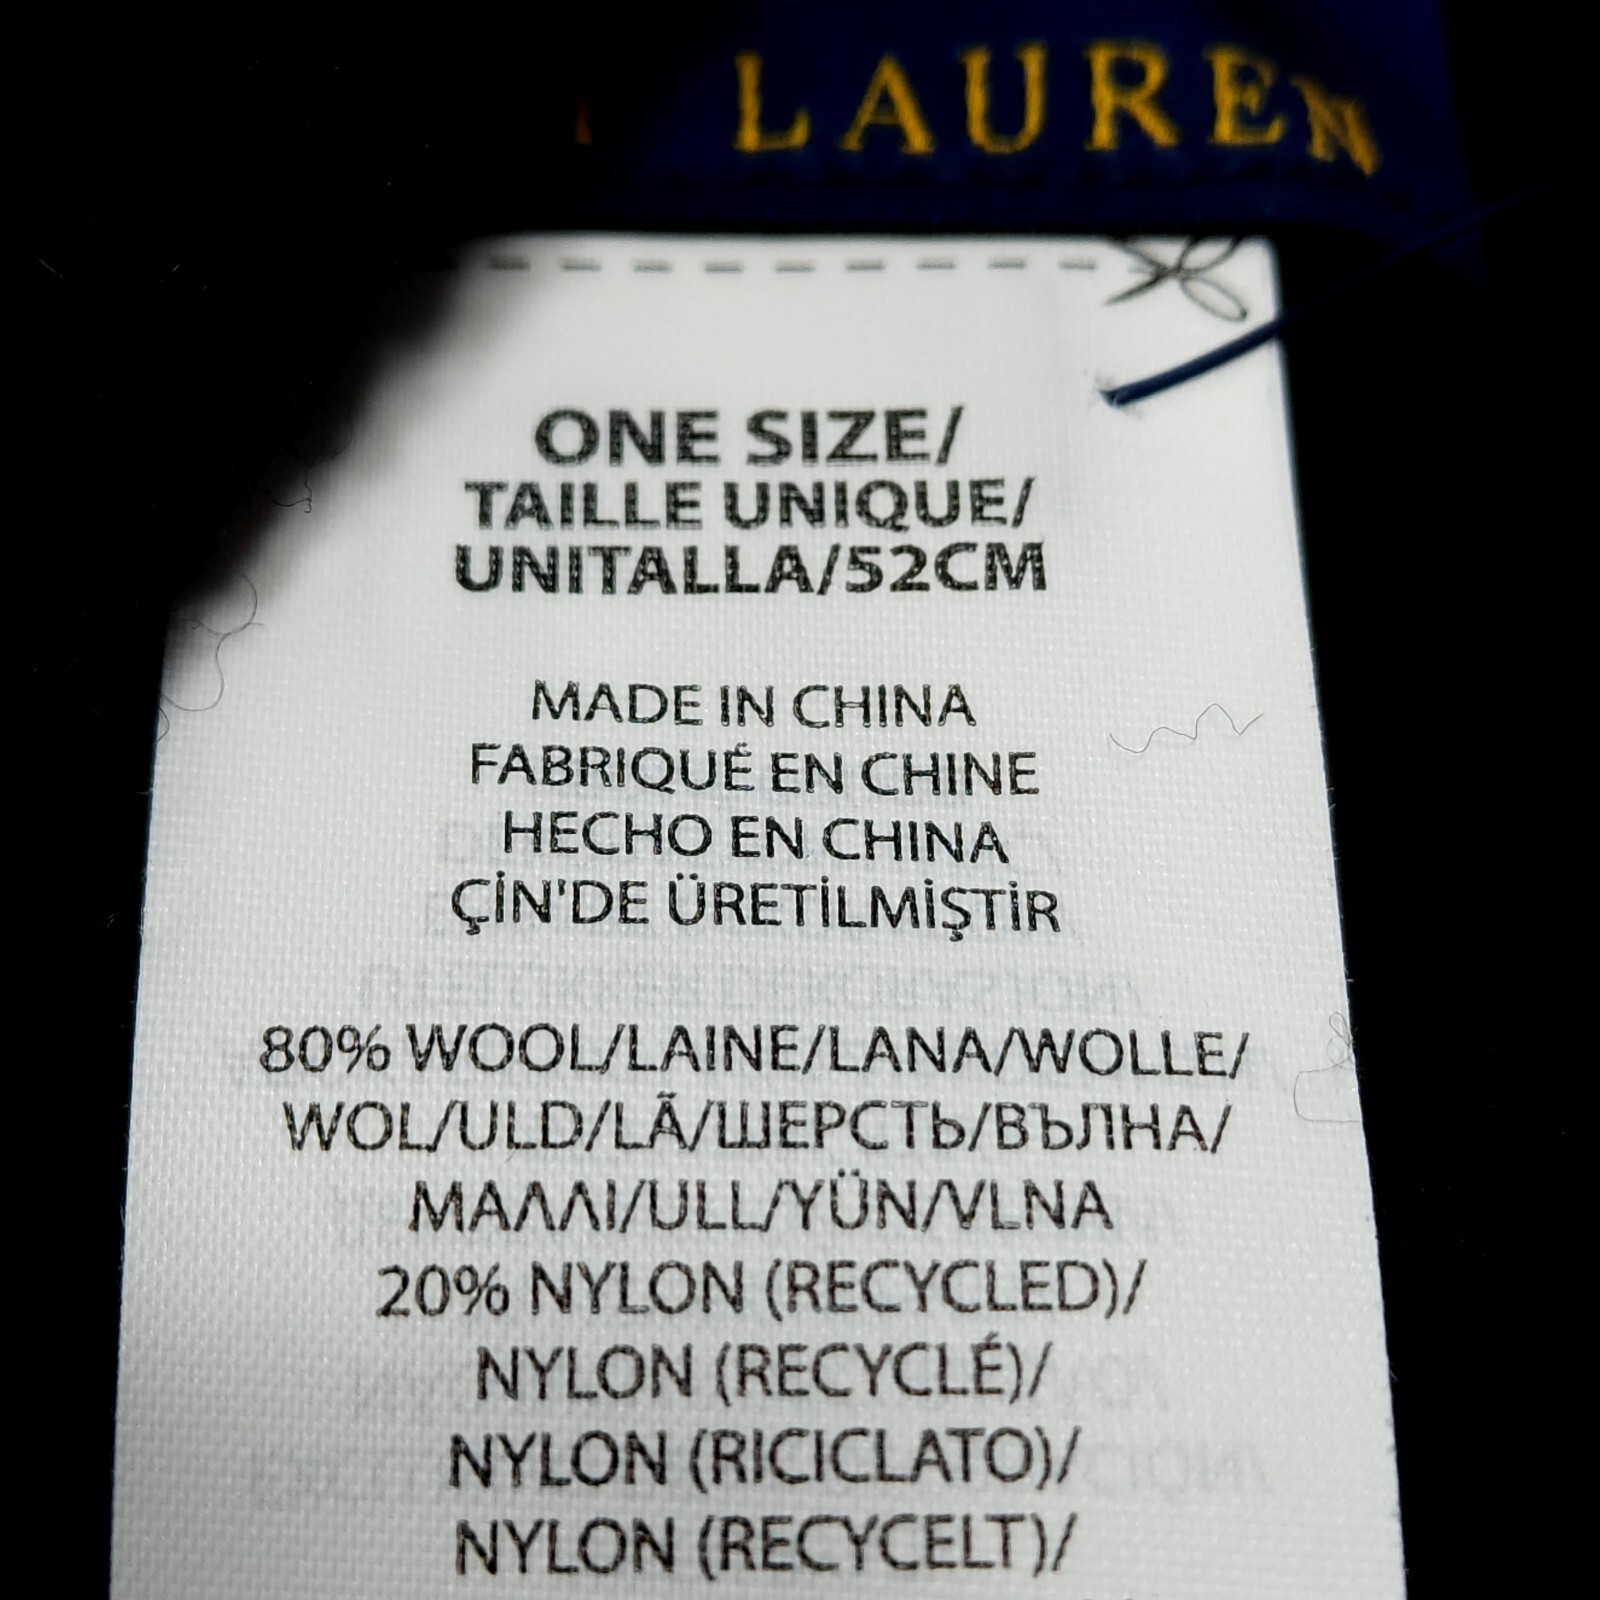 LAUREN
ONE SIZE/
TAILLE UNIQUE/
UNITALLA/52CM
MADE IN CHINA
FABRIQUÉ EN CHINE
HECHO EN CHINA
ÇİN'DE ÜRETİLMİŞTİR
80% WOOL/LAINE/LANA/WOLLE/
WOL/ULD/LÃ/ШЕРСТЬ/ВЪЛНА/
ΜΑΛΛΙ/ULL/YÜN/VLNA
20% NYLON (RECYCLED)/
NYLON (RECYCLÉ)/
NYLON (RICICLATO)/
NYLON (RECYCELT)/